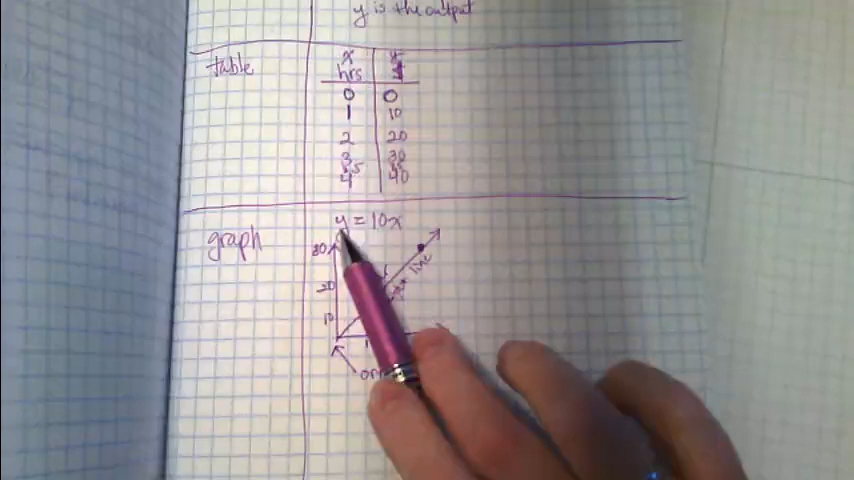 y is the output
table
x y
hrs $
0 0
1 10
2 20
3 30
4 40
graph
y = 10x
30
20
10
line